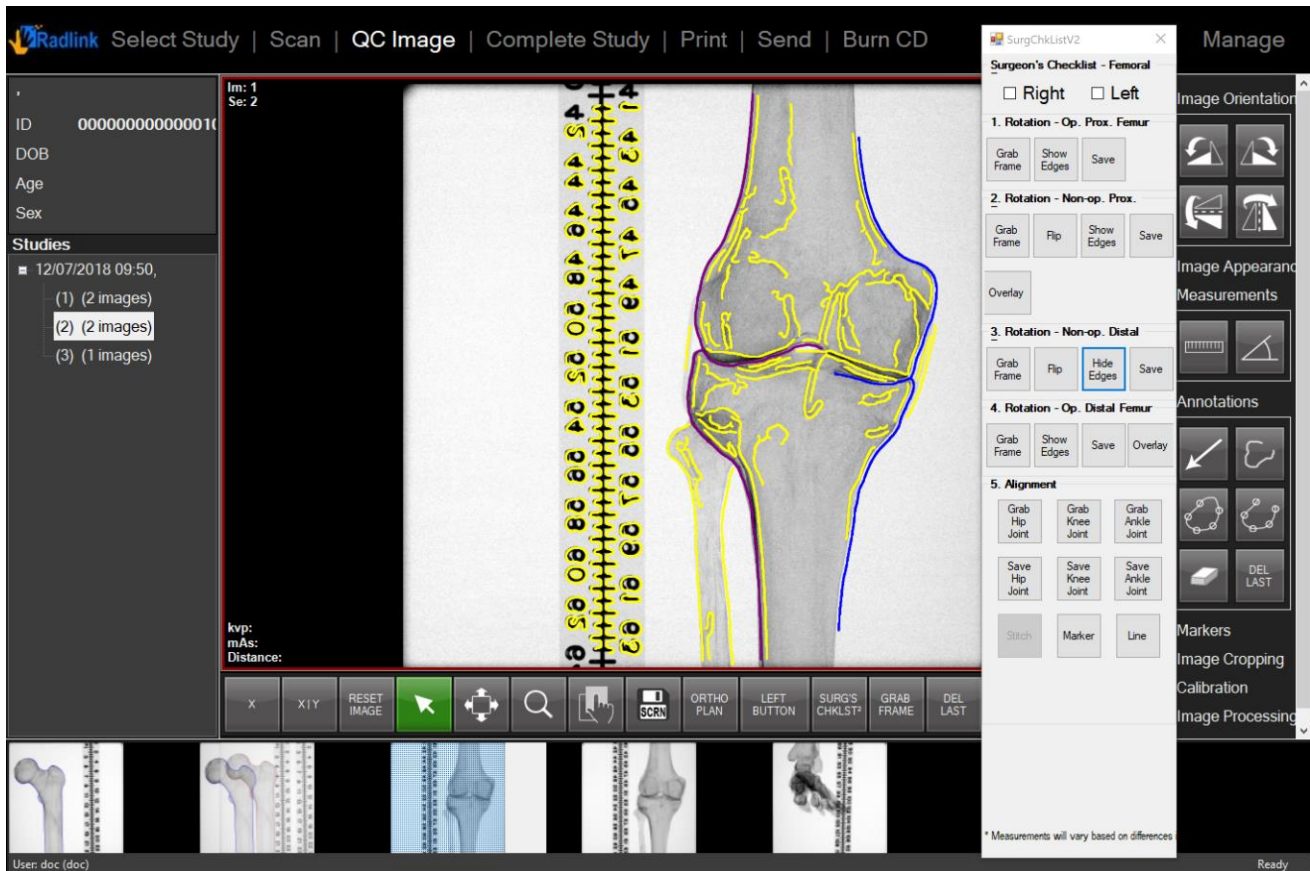 Radlink Select Study | Scan | QC Image | Complete Study | Print | Send | Burn CD
Manage
,
ID 00000000000001(
DOB
Age
Sex
Studies
12/07/2018 09:50,
(1) (2 images)
(2) (2 images)
(3) (1 images)
Im: 1
Se: 2
kvp:
mAs:
Distance:
X
X|Y
RESET IMAGE
SCRN
ORTHO PLAN
LEFT BUTTON
SURG'S CHKLST²
GRAB FRAME
DEL LAST
SurgChkListV2
Surgeon's Checklist - Femoral
Right Left
1. Rotation - Op. Prox. Femur
Grab Frame
Show Edges
Save
2. Rotation - Non-op. Prox.
Grab Frame
Flip
Show Edges
Save
Overlay
3. Rotation - Non-op. Distal
Grab Frame
Flip
Hide Edges
Save
4. Rotation - Op. Distal Femur
Grab Frame
Show Edges
Save
Overlay
5. Alignment
Grab Hip Joint
Grab Knee Joint
Grab Ankle Joint
Save Hip Joint
Save Knee Joint
Save Ankle Joint
Stitch
Marker
Line
* Measurements will vary based on differences
Image Orientation
Image Appearanc
Measurements
Annotations
DEL LAST
Markers
Image Cropping
Calibration
Image Processing
User: doc (doc)
Ready